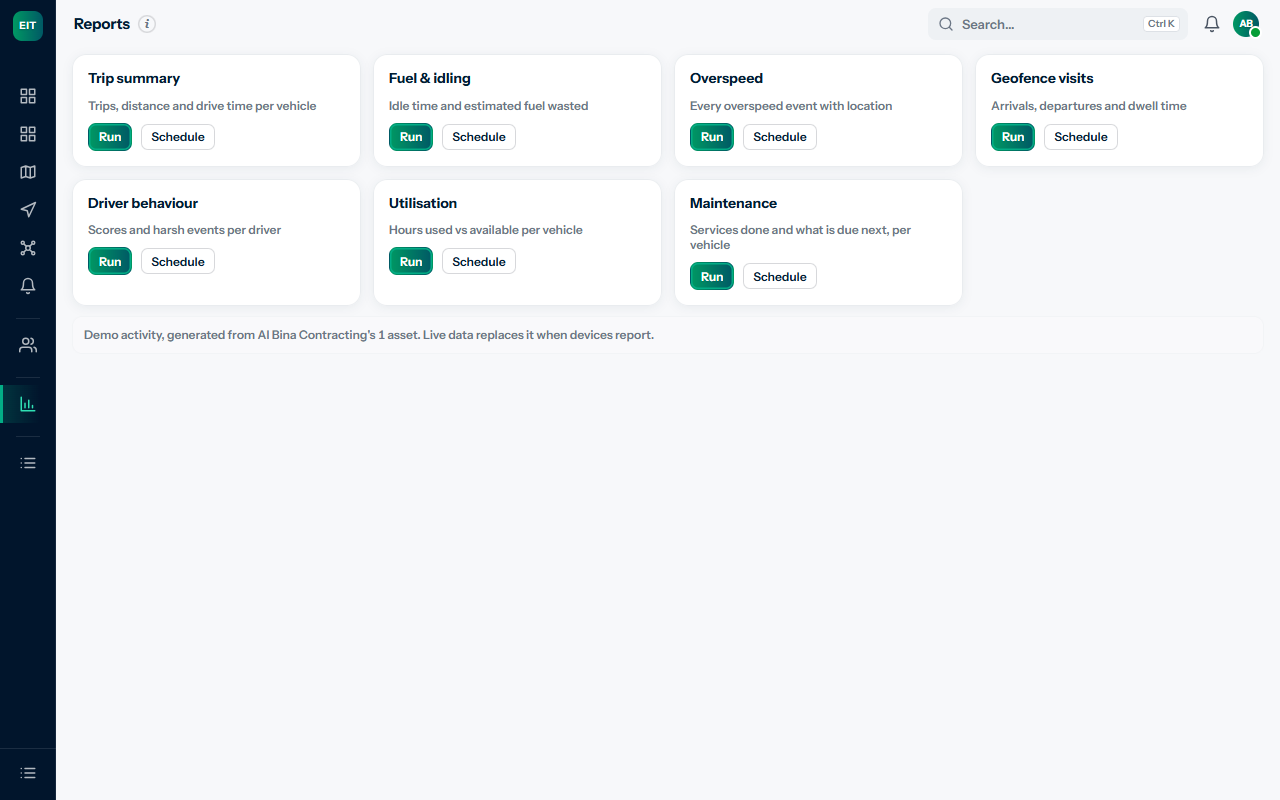 EIT
Reports
i
Search...
Ctrl K
AB
Trip summary
Trips, distance and drive time per vehicle
Run
Schedule
Fuel & idling
Idle time and estimated fuel wasted
Run
Schedule
Overspeed
Every overspeed event with location
Run
Schedule
Geofence visits
Arrivals, departures and dwell time
Run
Schedule
Driver behaviour
Scores and harsh events per driver
Run
Schedule
Utilisation
Hours used vs available per vehicle
Run
Schedule
Maintenance
Services done and what is due next, per
vehicle
Run
Schedule
Demo activity, generated from Al Bina Contracting's 1 asset. Live data replaces it when devices report.